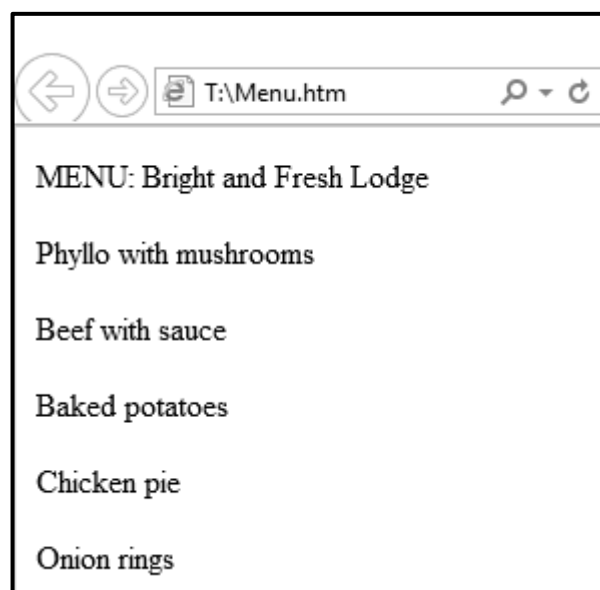 T:\Menu.htm
MENU: Bright and Fresh Lodge
Phyllo with mushrooms
Beef with sauce
Baked potatoes
Chicken pie
Onion rings